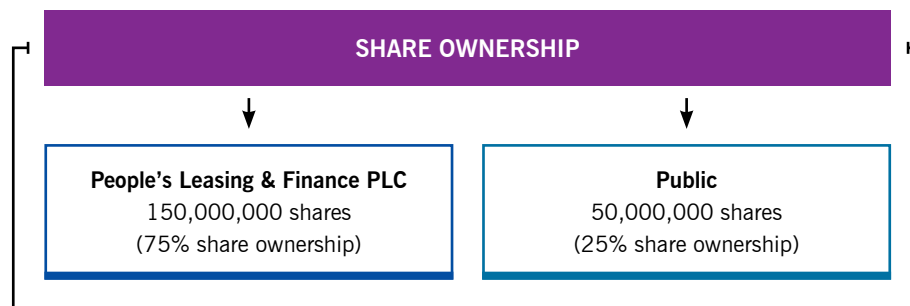 SHARE OWNERSHIP
People’s Leasing & Finance PLC
150,000,000 shares
(75% share ownership)
Public
50,000,000 shares
(25% share ownership)